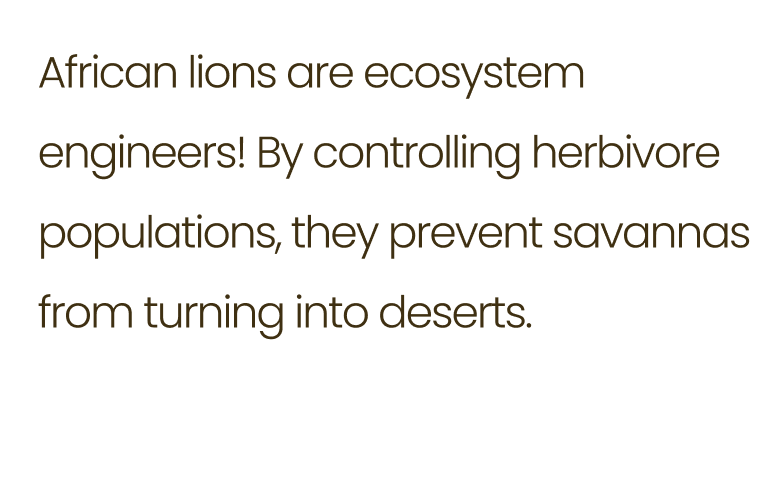 African lions are ecosystem
engineers! By controlling herbivore
populations, they prevent savannas
from turning into deserts.